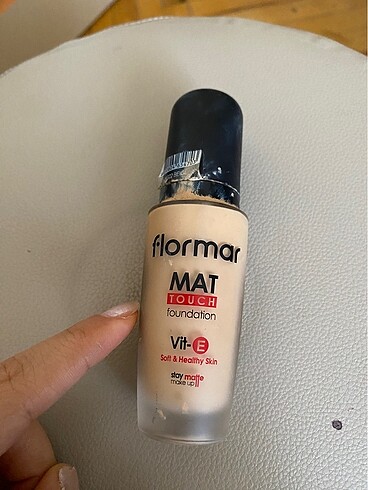 flormar
MAT
TOUCH
foundation
Vit-E
Soft & Healthy Skin
stay matte
make up